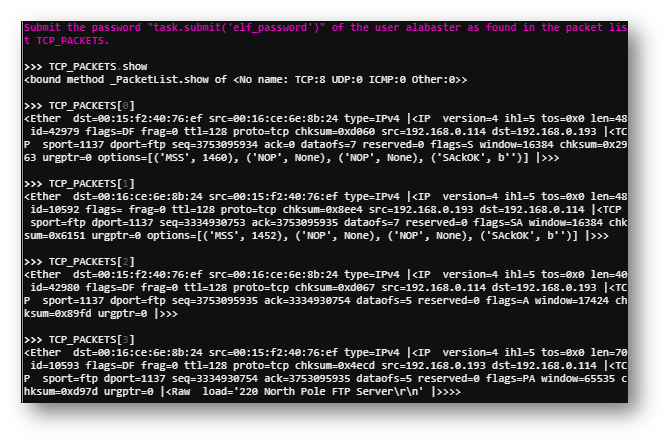 Submit the password "task.submit('elf_password')" of the user alabaster as found in the packet lis
t TCP_PACKETS.
>>> TCP_PACKETS.show
<bound method _PacketList.show of <No name: TCP:8 UDP:0 ICMP:0 Other:0>>
>>> TCP_PACKETS[0]
<Ether  dst=00:15:f2:40:76:ef src=00:16:ce:6e:8b:24 type=IPv4 |<IP  version=4 ihl=5 tos=0x0 len=48
 id=42979 flags=DF frag=0 ttl=128 proto=tcp chksum=0xd060 src=192.168.0.114 dst=192.168.0.193 |<TC
P  sport=1137 dport=ftp seq=3753095934 ack=0 dataofs=7 reserved=0 flags=S window=16384 chksum=0x29
63 urgptr=0 options=[('MSS', 1460), ('NOP', None), ('NOP', None), ('SAckOK', b'')] |>>>
>>> TCP_PACKETS[1]
<Ether  dst=00:16:ce:6e:8b:24 src=00:15:f2:40:76:ef type=IPv4 |<IP  version=4 ihl=5 tos=0x0 len=48
 id=10592 flags= frag=0 ttl=128 proto=tcp chksum=0x8ee4 src=192.168.0.193 dst=192.168.0.114 |<TCP 
 sport=ftp dport=1137 seq=3334930753 ack=3753095935 dataofs=7 reserved=0 flags=SA window=16384 chk
sum=0x6151 urgptr=0 options=[('MSS', 1452), ('NOP', None), ('NOP', None), ('SAckOK', b'')] |>>>
>>> TCP_PACKETS[2]
<Ether  dst=00:15:f2:40:76:ef src=00:16:ce:6e:8b:24 type=IPv4 |<IP  version=4 ihl=5 tos=0x0 len=40
 id=42980 flags=DF frag=0 ttl=128 proto=tcp chksum=0xd067 src=192.168.0.114 dst=192.168.0.193 |<TC
P  sport=1137 dport=ftp seq=3753095935 ack=3334930754 dataofs=5 reserved=0 flags=A window=17424 ch
ksum=0x89fd urgptr=0 |>>>
>>> TCP_PACKETS[3]
<Ether  dst=00:16:ce:6e:8b:24 src=00:15:f2:40:76:ef type=IPv4 |<IP  version=4 ihl=5 tos=0x0 len=70
 id=10593 flags=DF frag=0 ttl=128 proto=tcp chksum=0x4ecd src=192.168.0.193 dst=192.168.0.114 |<TC
P  sport=ftp dport=1137 seq=3334930754 ack=3753095935 dataofs=5 reserved=0 flags=PA window=65535 c
hksum=0xd97d urgptr=0 |<Raw  load='220 North Pole FTP Server\r\n' |>>>>